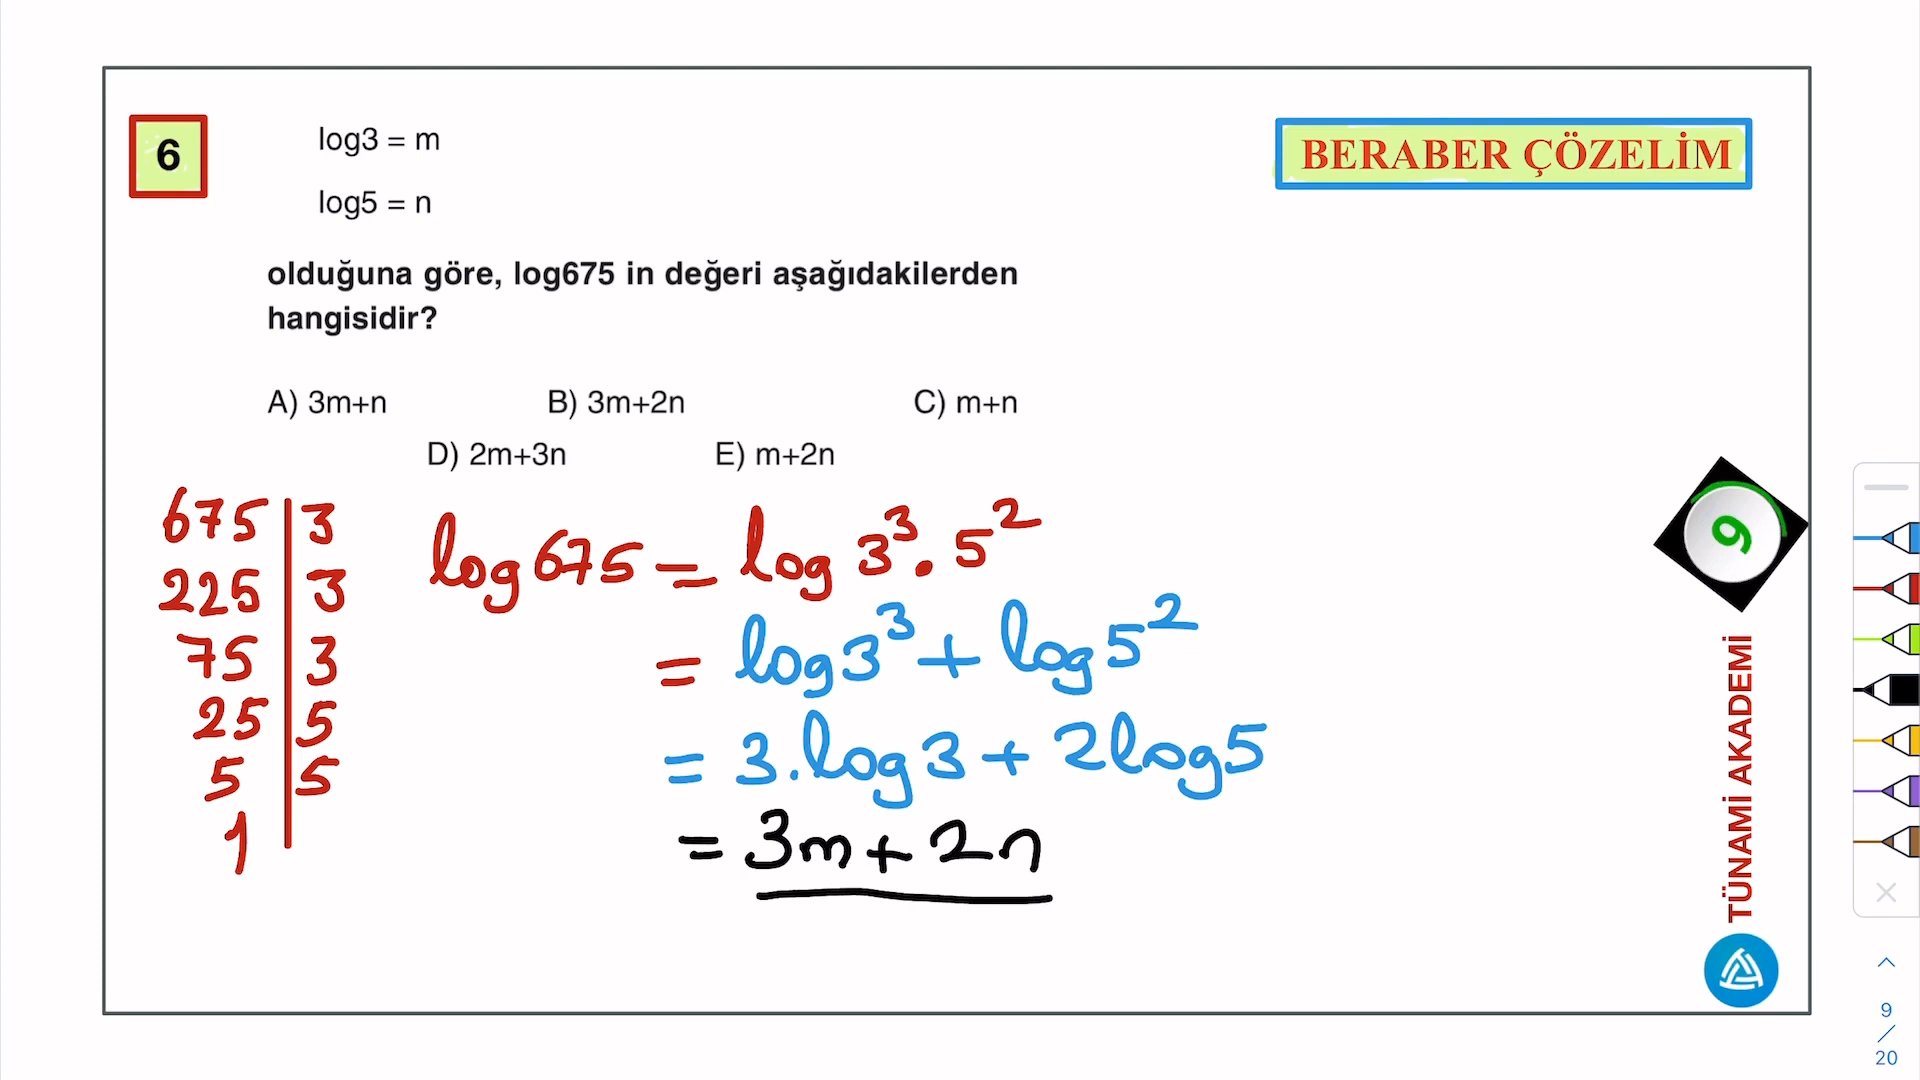 6
log3 = m
BERABER ÇÖZELİM
log5 = n
olduğuna göre, log675 in değeri aşağıdakilerden
hangisidir?
A) 3m+n B) 3m+2n C) m+n
D) 2m+3n E) m+2n
675 | 3
225 | 3
75 | 3
25 | 5
5 | 5
1
log675 = log 3³ . 5²
= log3³ + log5²
= 3.log3 + 2log5
= 3m + 2n
9
TÜNAMİ AKADEMİ
9
/
20